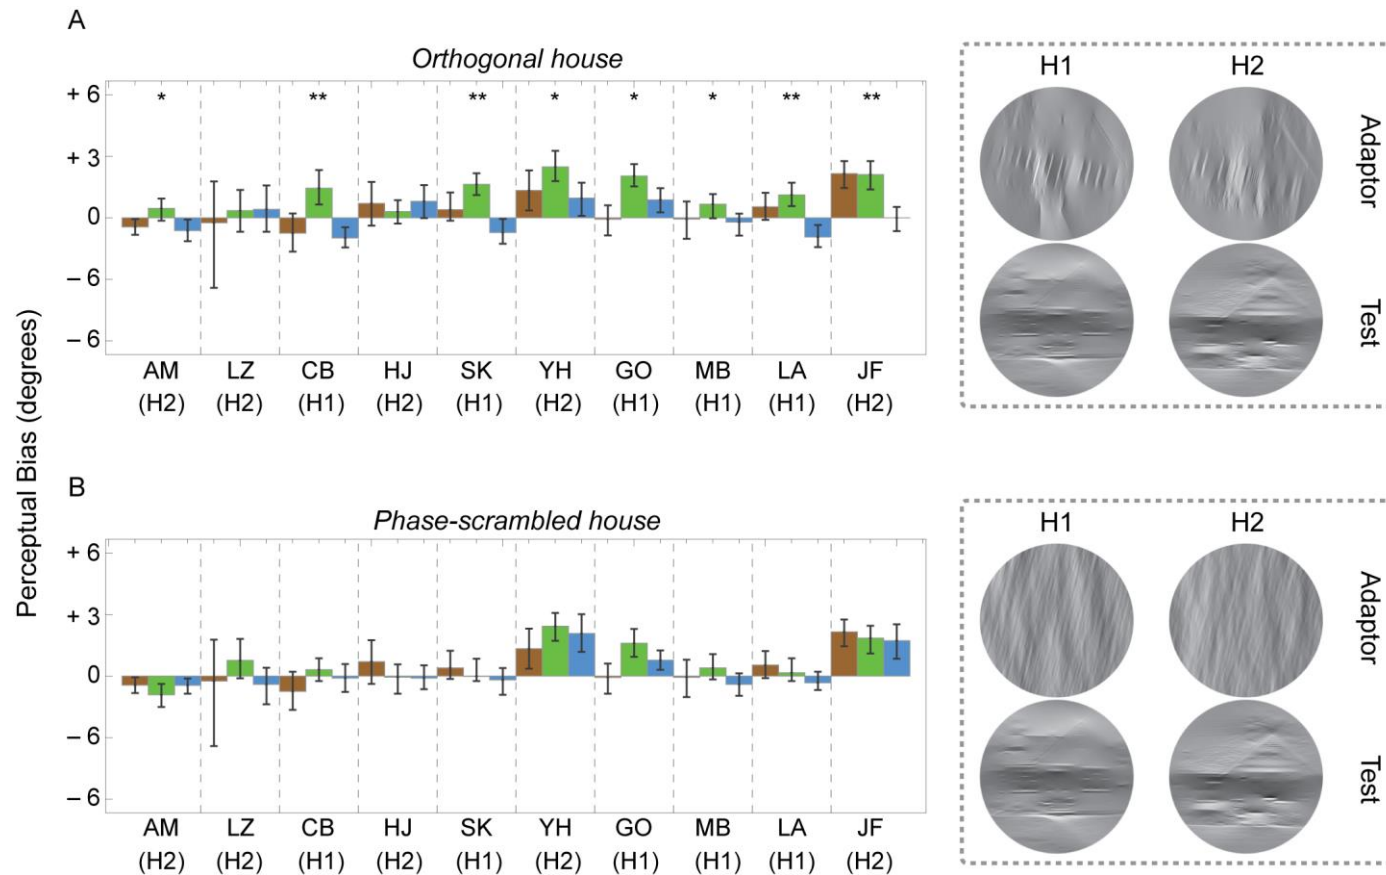 A
Orthogonal house
H1 H2
+ 6
* ** ** * * * ** **
+ 3
0
– 6
– 6
Adaptor
Test
AM LZ CB HJ SK YH GO MB LA JF
(H2) (H2) (H1) (H2) (H1) (H2) (H1) (H1) (H1) (H2)
Perceptual Bias (degrees)
B
Phase-scrambled house
H1 H2
+ 6
+ 3
0
– 6
– 6
Adaptor
Test
AM LZ CB HJ SK YH GO MB LA JF
(H2) (H2) (H1) (H2) (H1) (H2) (H1) (H1) (H1) (H2)